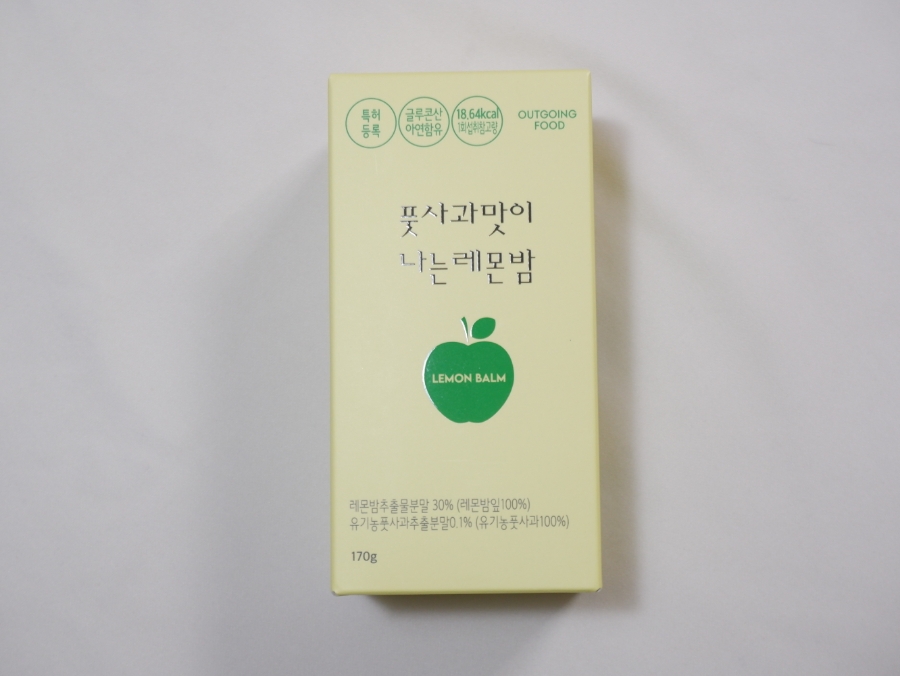 특허
등록
글루콘산
아연함유
18.64kcal
1회섭취참고량
OUTGOING
FOOD
풋사과맛이
나는레몬밤
LEMON BALM
레몬밤추출물분말 30% (레몬밤잎100%)
유기농풋사과추출분말0.1% (유기농풋사과100%)
170g